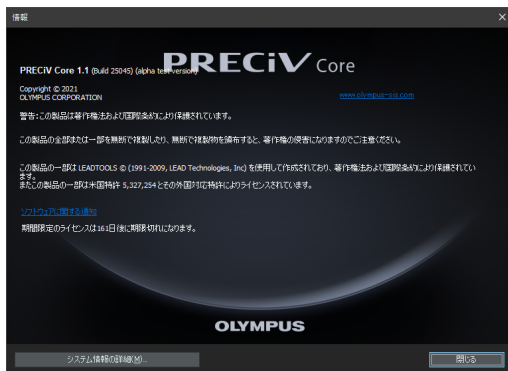 情報
PRECiV Core
PRECiV Core 1.1 (Build 25045) (alpha test version)
Copyright © 2021
OLYMPUS CORPORATION
www.olympus-sis.com
警告:この製品は著作権法および国際条約により保護されています。
この製品の全部または一部を無断で複製したり、無断で複製物を頒布すると、著作権の侵害になりますのでご注意ください。
この製品の一部は LEADTOOLS © (1991-2009, LEAD Technologies, Inc) を使用して作成されており、著作権法および国際条約により保護されてい
ます。
またこの製品の一部は米国特許 5,327,254 とその外国対応特許によりライセンスされています。
ソフトウェアに関する通知
期間限定のライセンスは161日後に期限切れになります。
OLYMPUS
システム情報の詳細(M)...
閉じる